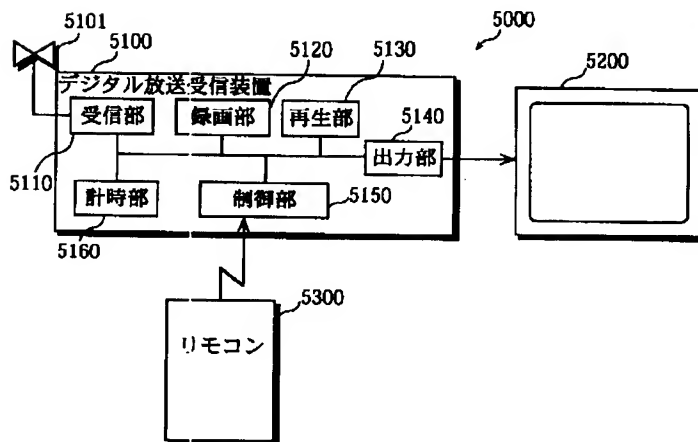 5101
5100
5120
5130
5000
5200
デジタル放送受信装置
5140
受信部
録画部
再生部
出力部
5110
計時部
制御部
5150
5160
5300
リモコン